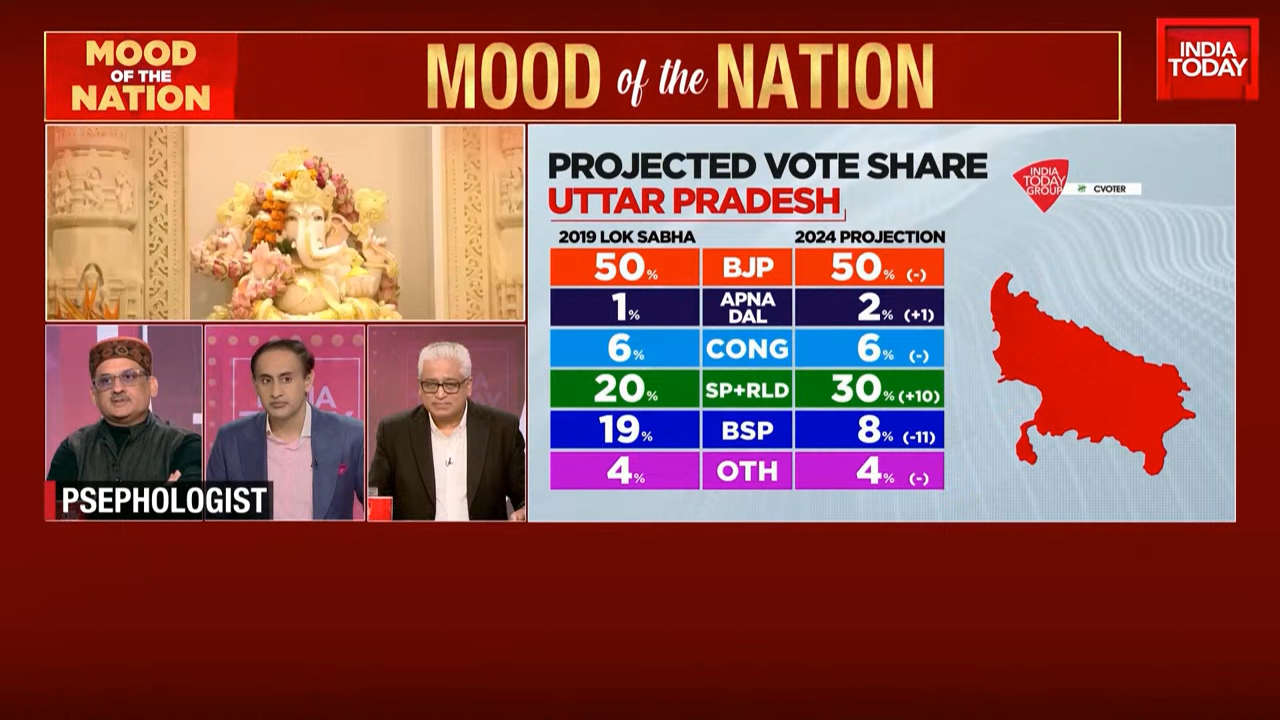 MOOD
OF THE
NATION
MOOD of the NATION
INDIA
TODAY
PROJECTED VOTE SHARE
UTTAR PRADESH
INDIA
TODAY
GROUP
CVOTER
2019 LOK SABHA 2024 PROJECTION
50% BJP 50% (-)
1% APNA DAL 2% (+1)
6% CONG 6% (-)
20% SP+RLD 30% (+10)
19% BSP 8% (-11)
4% OTH 4% (-)
PSEPHOLOGIST